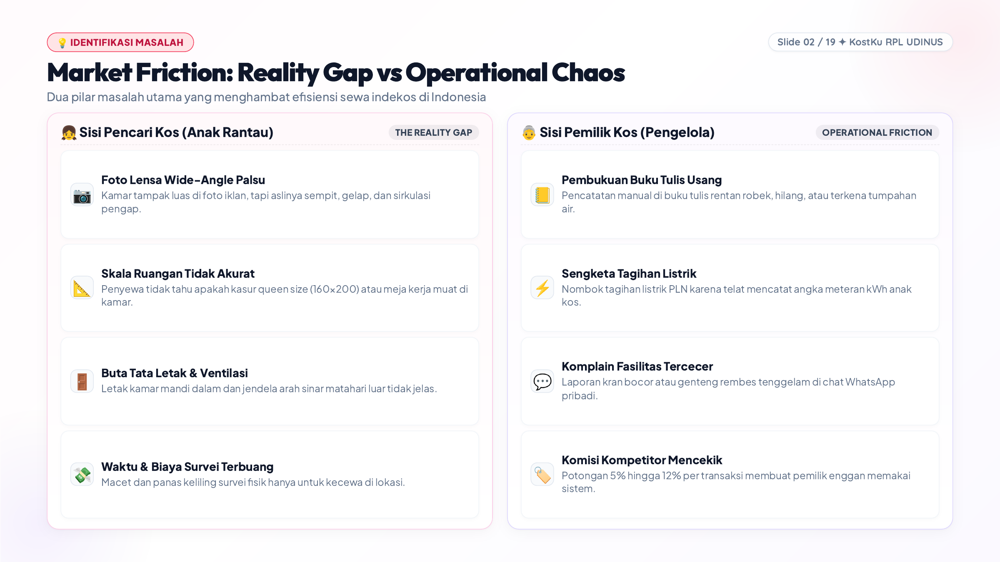 💡 IDENTIFIKASI MASALAH
Slide 02 / 19 ✦ KostKu RPL UDINUS
Market Friction: Reality Gap vs Operational Chaos
Dua pilar masalah utama yang menghambat efisiensi sewa indekos di Indonesia
👧 Sisi Pencari Kos (Anak Rantau)
THE REALITY GAP
Foto Lensa Wide-Angle Palsu
Kamar tampak luas di foto iklan, tapi aslinya sempit, gelap, dan sirkulasi
pengap.
Skala Ruangan Tidak Akurat
Penyewa tidak tahu apakah kasur queen size (160×200) atau meja kerja muat di
kamar.
Buta Tata Letak & Ventilasi
Letak kamar mandi dalam dan jendela arah sinar matahari luar tidak jelas.
Waktu & Biaya Survei Terbuang
Macet dan panas keliling survei fisik hanya untuk kecewa di lokasi.
👵 Sisi Pemilik Kos (Pengelola)
OPERATIONAL FRICTION
Pembukuan Buku Tulis Usang
Pencatatan manual di buku tulis rentan robek, hilang, atau terkena tumpahan
air.
Sengketa Tagihan Listrik
Nombok tagihan listrik PLN karena telat mencatat angka meteran kWh anak
kos.
Komplain Fasilitas Tercecer
Laporan kran bocor atau genteng rembes tenggelam di chat WhatsApp
pribadi.
Komisi Kompetitor Mencekik
Potongan 5% hingga 12% per transaksi membuat pemilik enggan memakai
sistem.